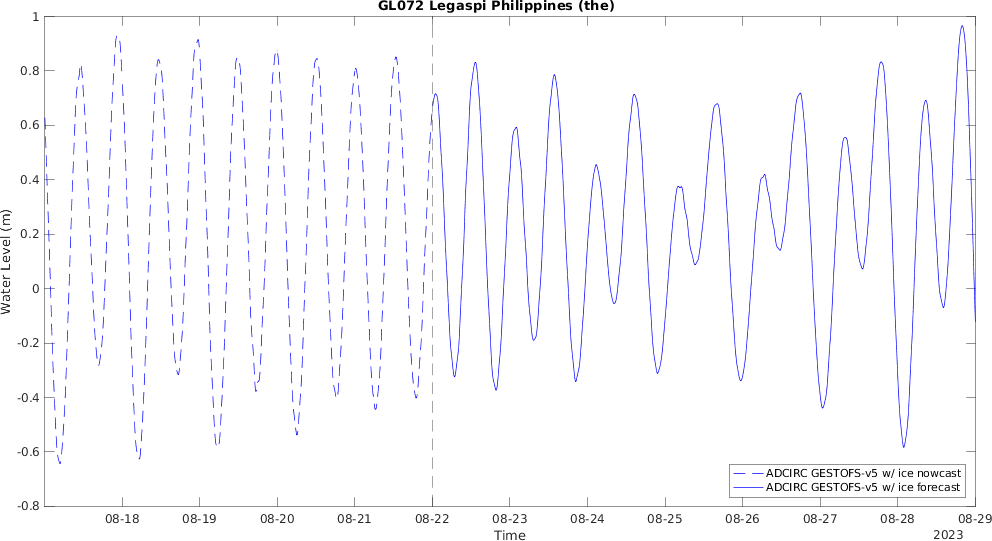 GL072 Legaspi Philippines (the)
1
0.8
0.6
0.4
0.2
0
-0.2
-0.4
-0.6
-0.8
Water Level (m)
ADCIRC GESTOFS-v5 w/ ice nowcast
ADCIRC GESTOFS-v5 w/ ice forecast
08-18 08-19 08-20 08-21 08-22 08-23 08-24 08-25 08-26 08-27 08-28 08-29
Time
2023